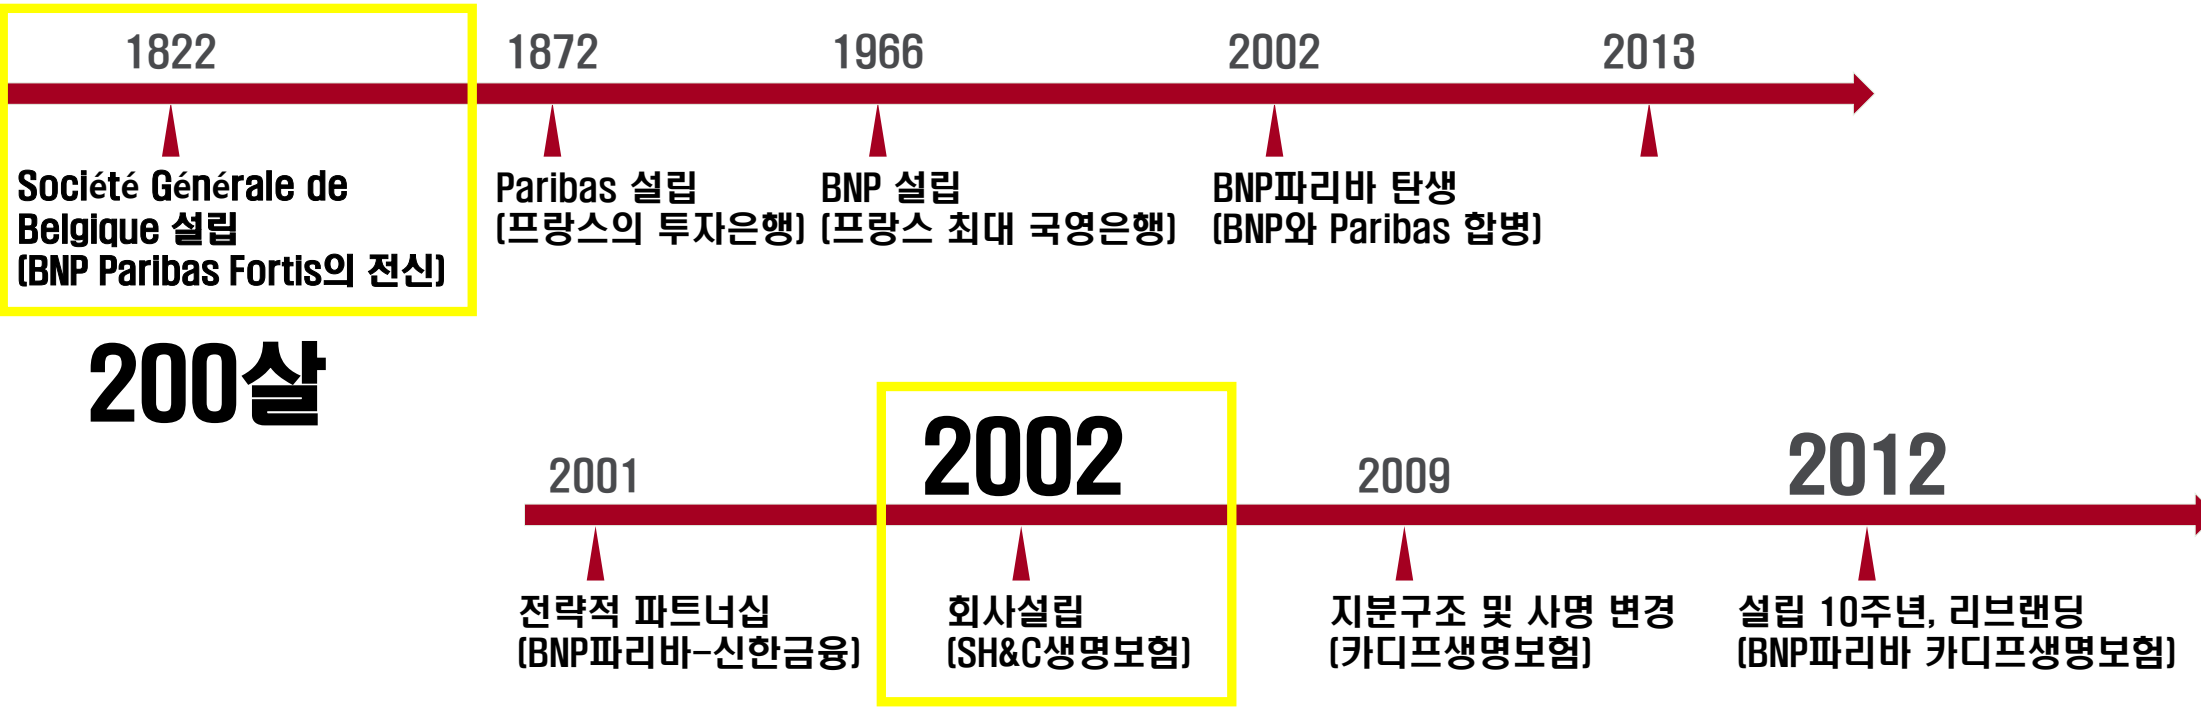 1822
1872
1966
2002
2013
Société Générale de
Belgique 설립
(BNP Paribas Fortis의 전신)
Paribas 설립
(프랑스의 투자은행)
BNP 설립
(프랑스 최대 국영은행)
BNP파리바 탄생
(BNP와 Paribas 합병)
200살
2001
2002
2009
2012
전략적 파트너십
(BNP파리바-신한금융)
회사설립
(SH&C생명보험)
지분구조 및 사명 변경
(카디프생명보험)
설립 10주년, 리브랜딩
(BNP파리바 카디프생명보험)